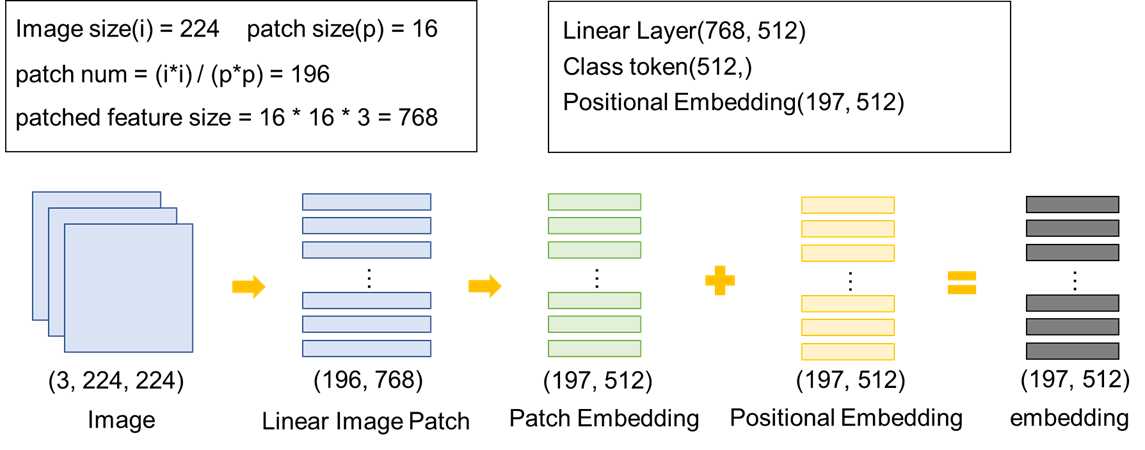 Image size(i) = 224 patch size(p) = 16
patch num = (i*i) / (p*p) = 196
patched feature size = 16 * 16 * 3 = 768
Linear Layer(768, 512)
Class token(512,)
Positional Embedding(197, 512)
(3, 224, 224) (196, 768) (197, 512) (197, 512) (197, 512)
Image Linear Image Patch Patch Embedding Positional Embedding embedding